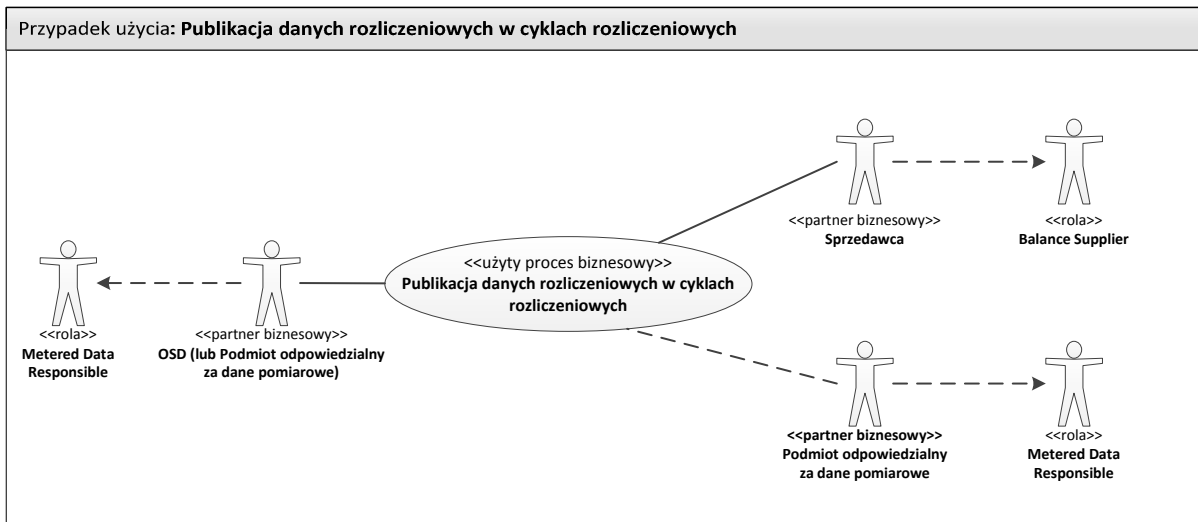 Przypadek użycia: Publikacja danych rozliczeniowych w cyklach rozliczeniowych
<<partner biznesowy>>
Sprzedawca
<<rola>>
Balance Supplier
<<użyty proces biznesowy>>
Publikacja danych rozliczeniowych w cyklach
rozliczeniowych
<<rola>>
Metered Data
Responsible
<<partner biznesowy>>
OSD (lub Podmiot odpowiedzialny
za dane pomiarowe)
<<partner biznesowy>>
Podmiot odpowiedzialny
za dane pomiarowe
<<rola>>
Metered Data
Responsible